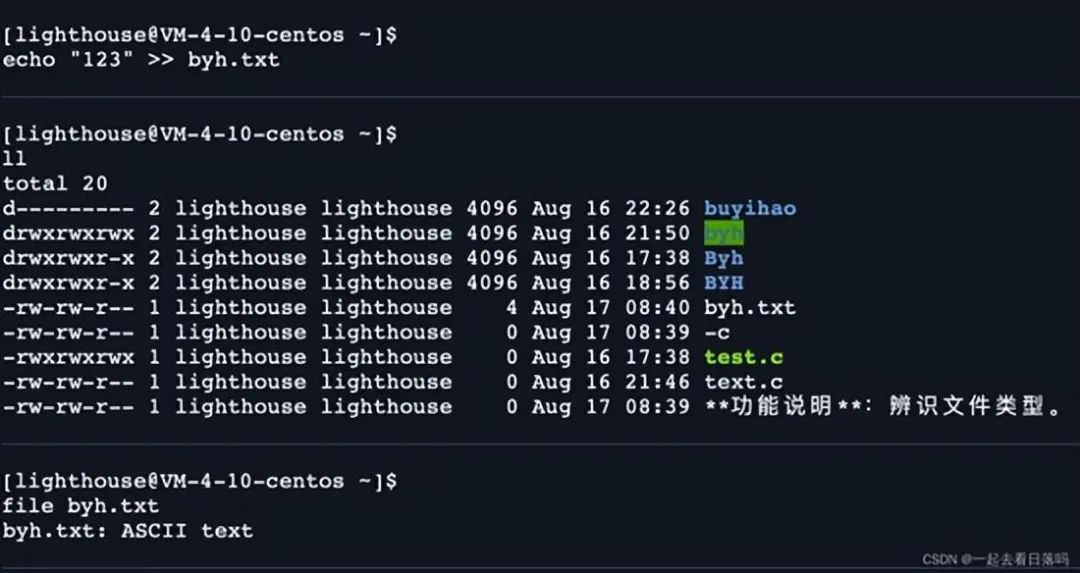 [lighthouse@VM-4-10-centos ~]$
echo "123" >> byh.txt
[lighthouse@VM-4-10-centos ~]$
ll
total 20
d--------- 2 lighthouse lighthouse 4096 Aug 16 22:26 buyihao
drwxrwxrwx 2 lighthouse lighthouse 4096 Aug 16 21:50 byh
drwxrwxr-x 2 lighthouse lighthouse 4096 Aug 16 17:38 Byh
drwxrwxr-x 2 lighthouse lighthouse 4096 Aug 16 18:56 BYH
-rw-rw-r-- 1 lighthouse lighthouse    4 Aug 17 08:40 byh.txt
-rw-rw-r-- 1 lighthouse lighthouse    0 Aug 17 08:39 -c
-rwxrwxrwx 1 lighthouse lighthouse    0 Aug 16 17:38 test.c
-rw-rw-r-- 1 lighthouse lighthouse    0 Aug 16 21:46 text.c
-rw-rw-r-- 1 lighthouse lighthouse    0 Aug 17 08:39 **功能说明**：辨识文件类型。
[lighthouse@VM-4-10-centos ~]$
file byh.txt
byh.txt: ASCII text
CSDN @一起去看日落吗